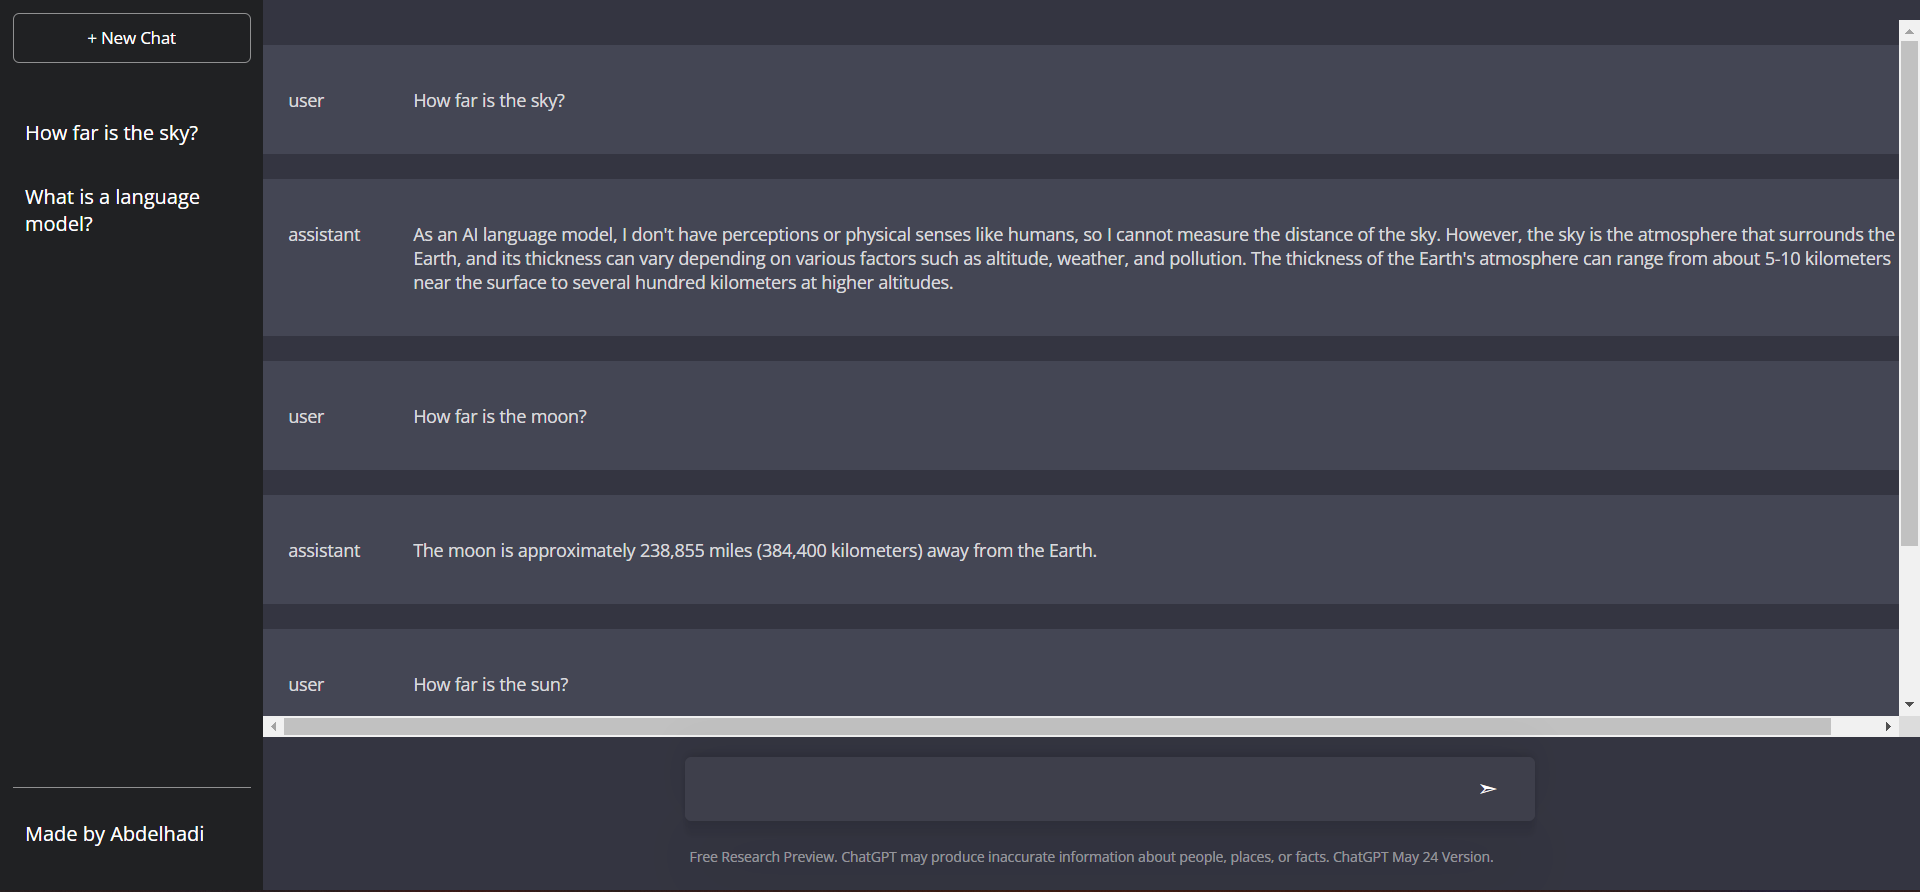 + New Chat
How far is the sky?
What is a language
model?
Made by Abdelhadi
user
How far is the sky?
assistant
As an AI language model, I don't have perceptions or physical senses like humans, so I cannot measure the distance of the sky. However, the sky is the atmosphere that surrounds the
Earth, and its thickness can vary depending on various factors such as altitude, weather, and pollution. The thickness of the Earth's atmosphere can range from about 5-10 kilometers
near the surface to several hundred kilometers at higher altitudes.
user
How far is the moon?
assistant
The moon is approximately 238,855 miles (384,400 kilometers) away from the Earth.
user
How far is the sun?
Free Research Preview. ChatGPT may produce inaccurate information about people, places, or facts. ChatGPT May 24 Version.